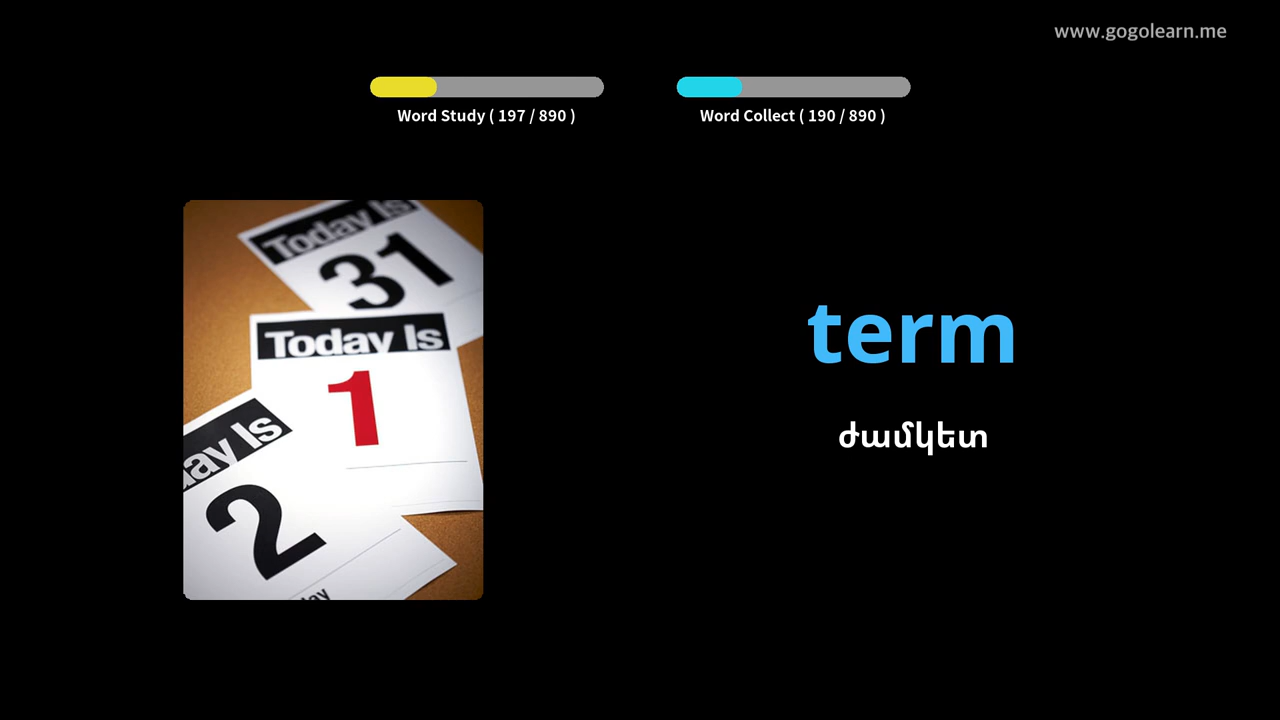 www.gogolearn.me
Word Study ( 197 / 890 )
Word Collect ( 190 / 890 )
Today Is
31
Today Is
1
ay Is
2
term
ժամկետ